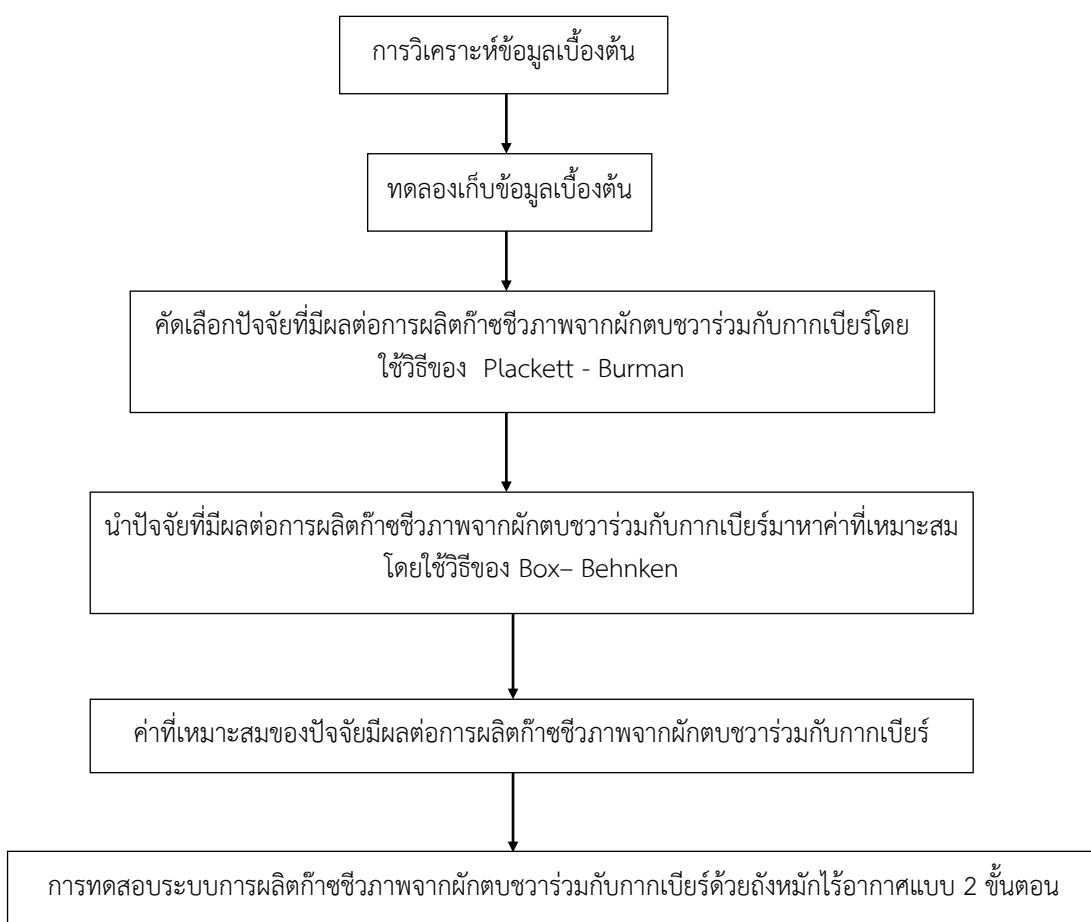 การวิเคราะห์ข้อมูลเบื้องต้น
ทดลองเก็บข้อมูลเบื้องต้น
คัดเลือกปัจจัยที่มีผลต่อการผลิตก๊าซชีวภาพจากผักตบชวาร่วมกับกากเบียร์โดย
ใช้วิธีของ Plackett - Burman
นำปัจจัยที่มีผลต่อการผลิตก๊าซชีวภาพจากผักตบชวาร่วมกับกากเบียร์มาหาค่าที่เหมาะสม
โดยใช้วิธีของ Box– Behnken
ค่าที่เหมาะสมของปัจจัยมีผลต่อการผลิตก๊าซชีวภาพจากผักตบชวาร่วมกับกากเบียร์
การทดสอบระบบการผลิตก๊าซชีวภาพจากผักตบชวาร่วมกับกากเบียร์ด้วยถังหมักไร้อากาศแบบ 2 ขั้นตอน